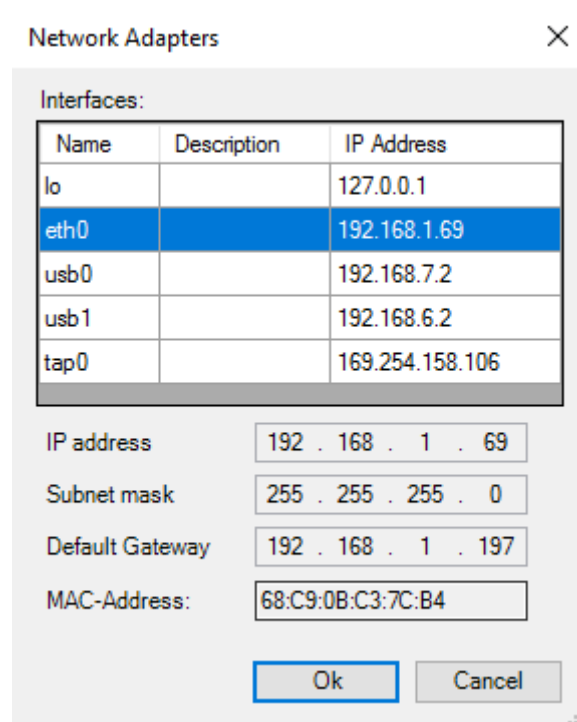 Network Adapters
Interfaces:
Name Description IP Address
lo 127.0.0.1
eth0 192.168.1.69
usb0 192.168.7.2
usb1 192.168.6.2
tap0 169.254.158.106
IP address 192 . 168 . 1 . 69
Subnet mask 255 . 255 . 255 . 0
Default Gateway 192 . 168 . 1 . 197
MAC-Address: 68:C9:0B:C3:7C:B4
Ok Cancel